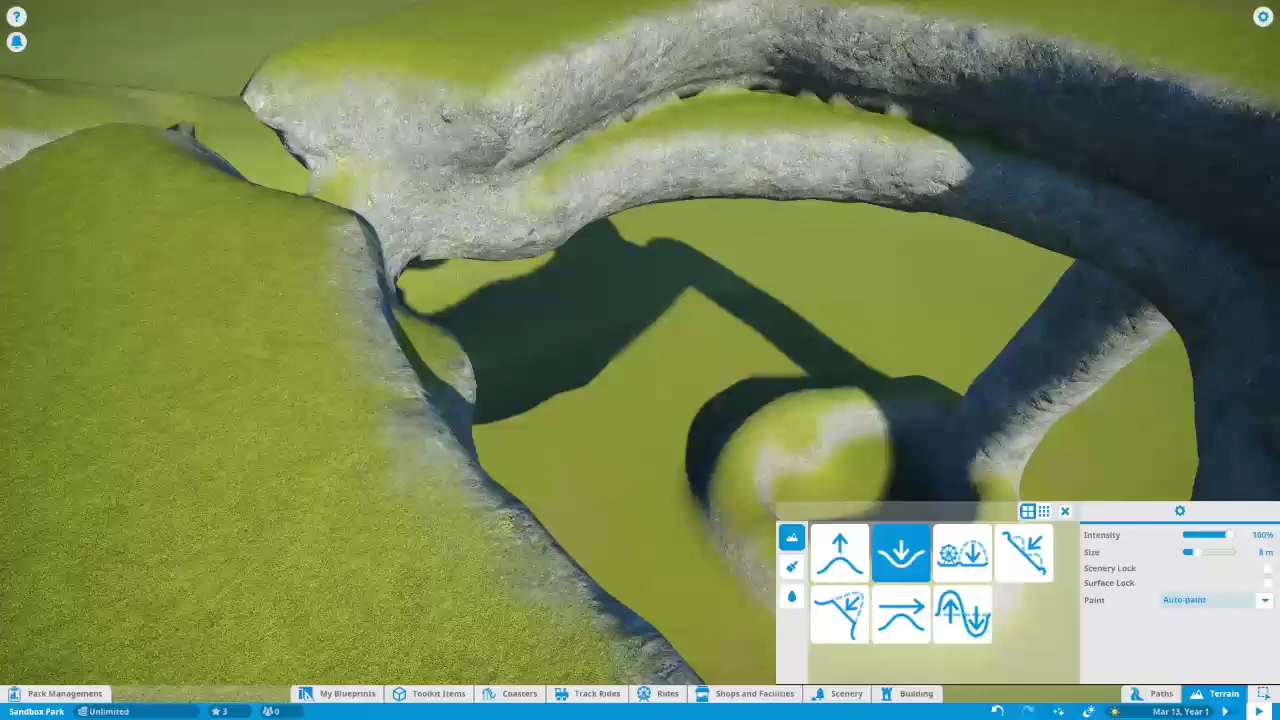 ?
Intensity 100%
Size 8 m
Scenery Lock
Surface Lock
Paint Auto-paint
Park Management My Blueprints Toolkit Items Coasters Track Rides Rides Shops and Facilities Scenery Building Paths Terrain
Sandbox Park Unlimited 3 0 Mar 13, Year 1